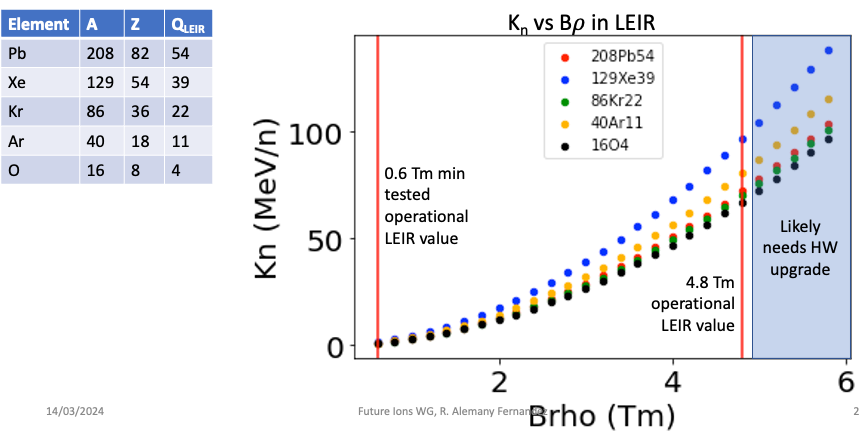 Element A Z QLEIR
Pb 208 82 54
Xe 129 54 39
Kr 86 36 22
Ar 40 18 11
O 16 8 4
Kn vs Bρ in LEIR
208Pb54
129Xe39
86Kr22
40Ar11
16O4
Kn (MeV/n)
100
50
0
0.6 Tm min
tested
operational
LEIR value
4.8 Tm
operational
LEIR value
Likely
needs HW
upgrade
2 4 6
Brho (Tm)
14/03/2024
Future Ions WG, R. Alemany Fernandez
2